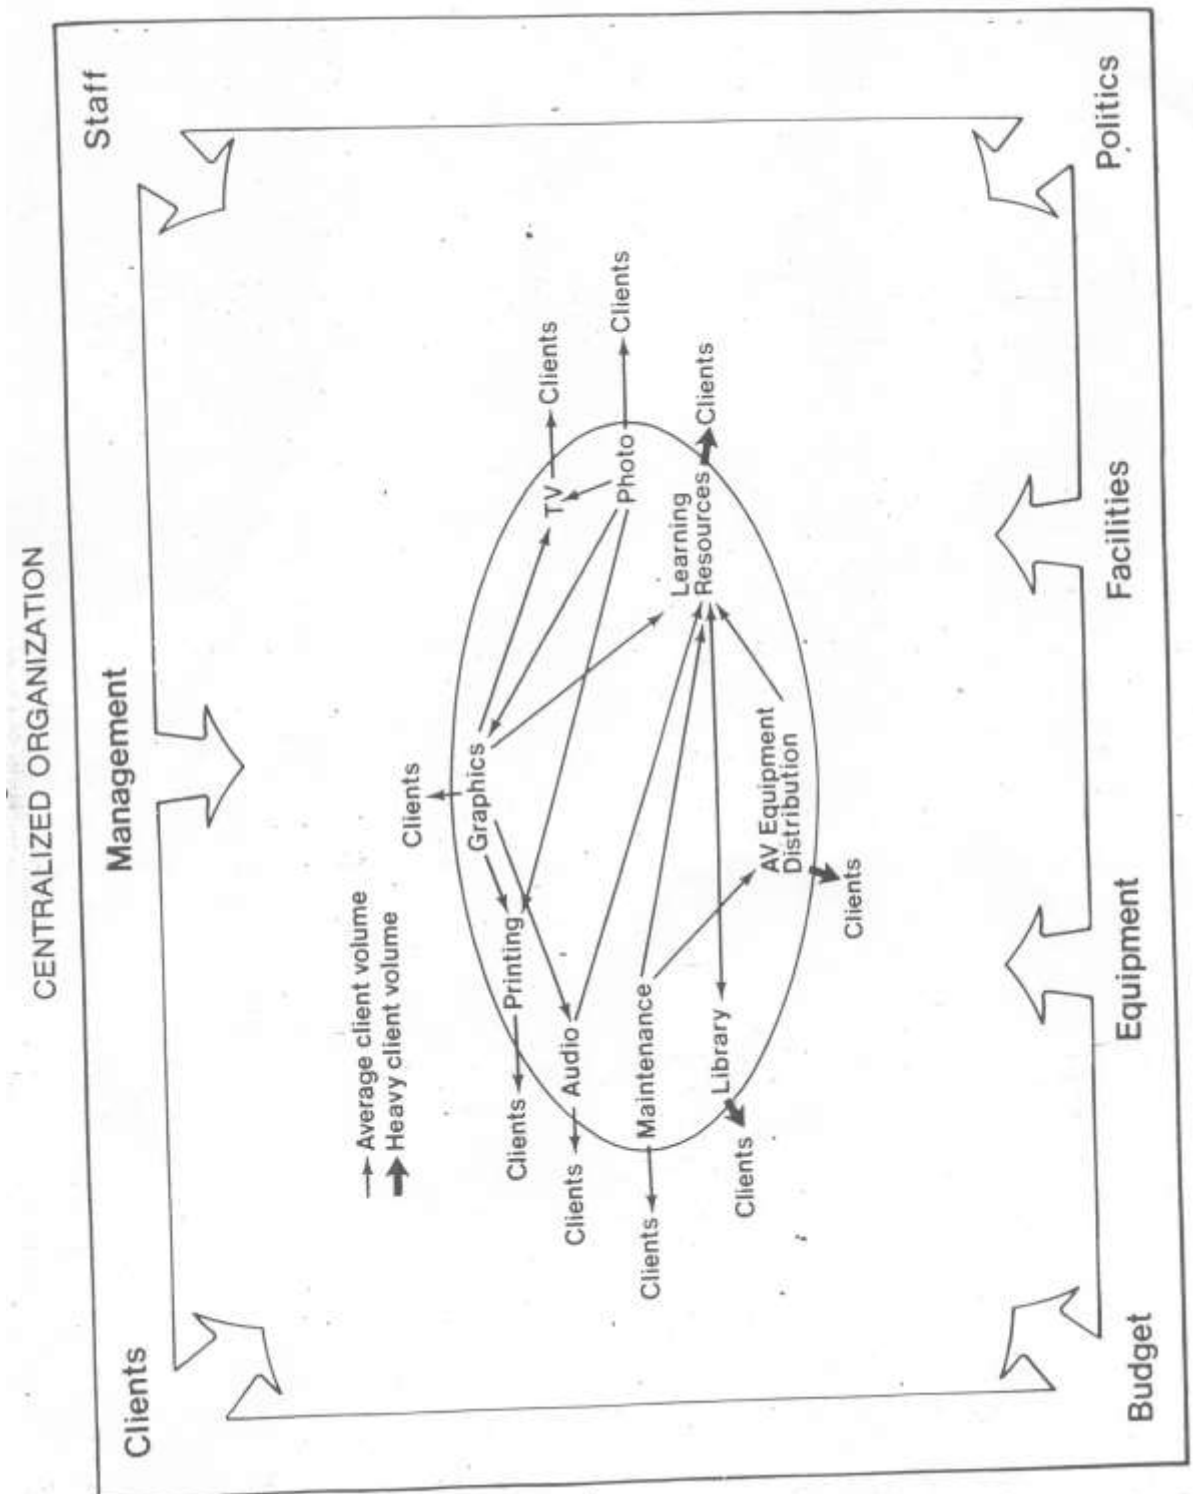 CENTRALIZED ORGANIZATION
Clients
Management
Staff
Average client volume
Heavy client volume
Clients
Graphics
Clients
Printing
TV
Clients
Clients
Audio
Photo
Clients
Clients
Maintenance
Learning
Resources
Clients
Clients
Library
AV Equipment
Distribution
Clients
Budget
Equipment
Facilities
Politics